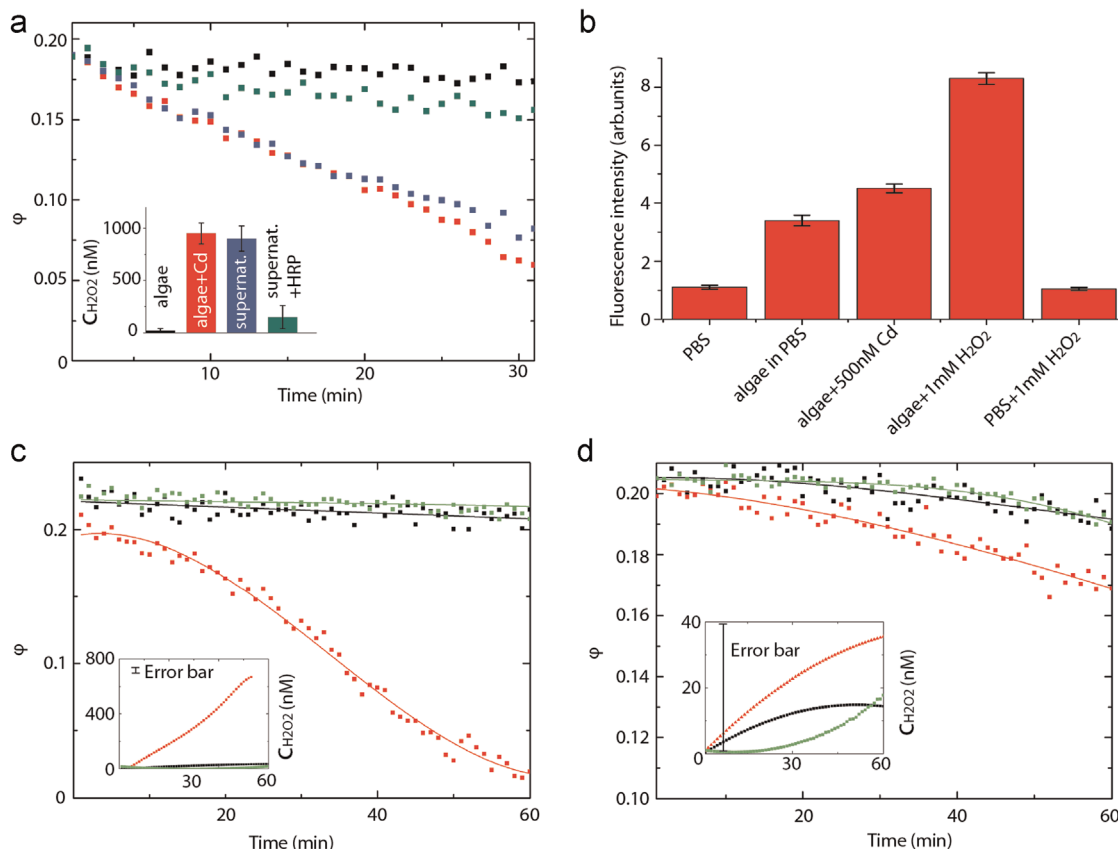 a
0.20
0.15
0.10
0.05
0
φ
10
20
30
Time (min)
CH2O2 (nM)
1000
500
0
algae
algae+Cd
supernat.
supernat.
+HRP
b
Fluorescence intensity (arb.units)
8
6
4
2
0
PBS
algae in PBS
algae+500nM Cd
algae+1mM H2O2
PBS+1mM H2O2
c
0.2
0.1
0
φ
20
40
60
Time (min)
800
400
0
Error bar
30
60
CH2O2 (nM)
d
0.20
0.18
0.16
0.14
0.12
0.10
φ
0
20
40
60
Time (min)
40
20
0
Error bar
30
60
CH2O2 (nM)